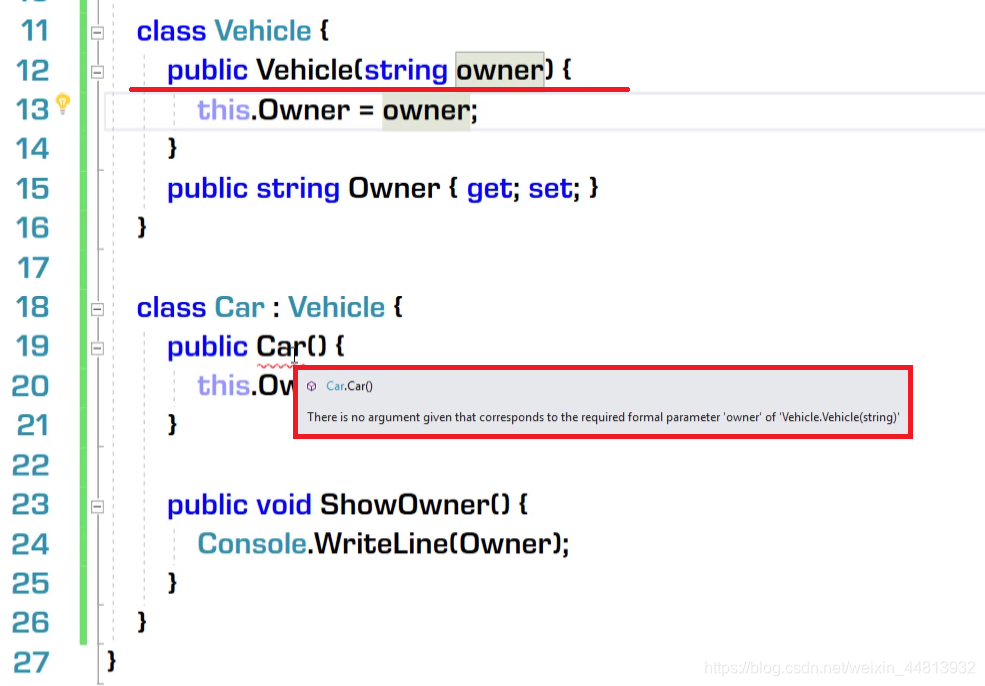 11 class Vehicle {
12 public Vehicle(string owner) {
13 this.Owner = owner;
14 }
15 public string Owner { get; set; }
16 }
17
18 class Car : Vehicle {
19 public Car() {
20 this.Ow
Car.Car()
There is no argument given that corresponds to the required formal parameter 'owner' of 'Vehicle.Vehicle(string)'
21 }
22
23 public void ShowOwner() {
24 Console.WriteLine(Owner);
25 }
26 }
27 }
https://blog.csdn.net/weixin_44813932